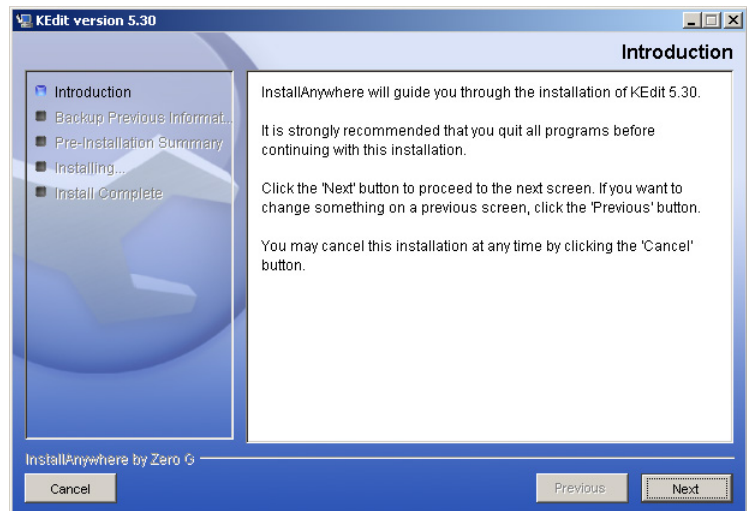 KEdit version 5.30
Introduction
Introduction
Backup Previous Informat...
Pre-Installation Summary
Installing...
Install Complete
InstallAnywhere will guide you through the installation of KEdit 5.30.
It is strongly recommended that you quit all programs before
continuing with this installation.
Click the 'Next' button to proceed to the next screen. If you want to
change something on a previous screen, click the 'Previous' button.
You may cancel this installation at any time by clicking the 'Cancel'
button.
InstallAnywhere by Zero G
Cancel
Previous
Next